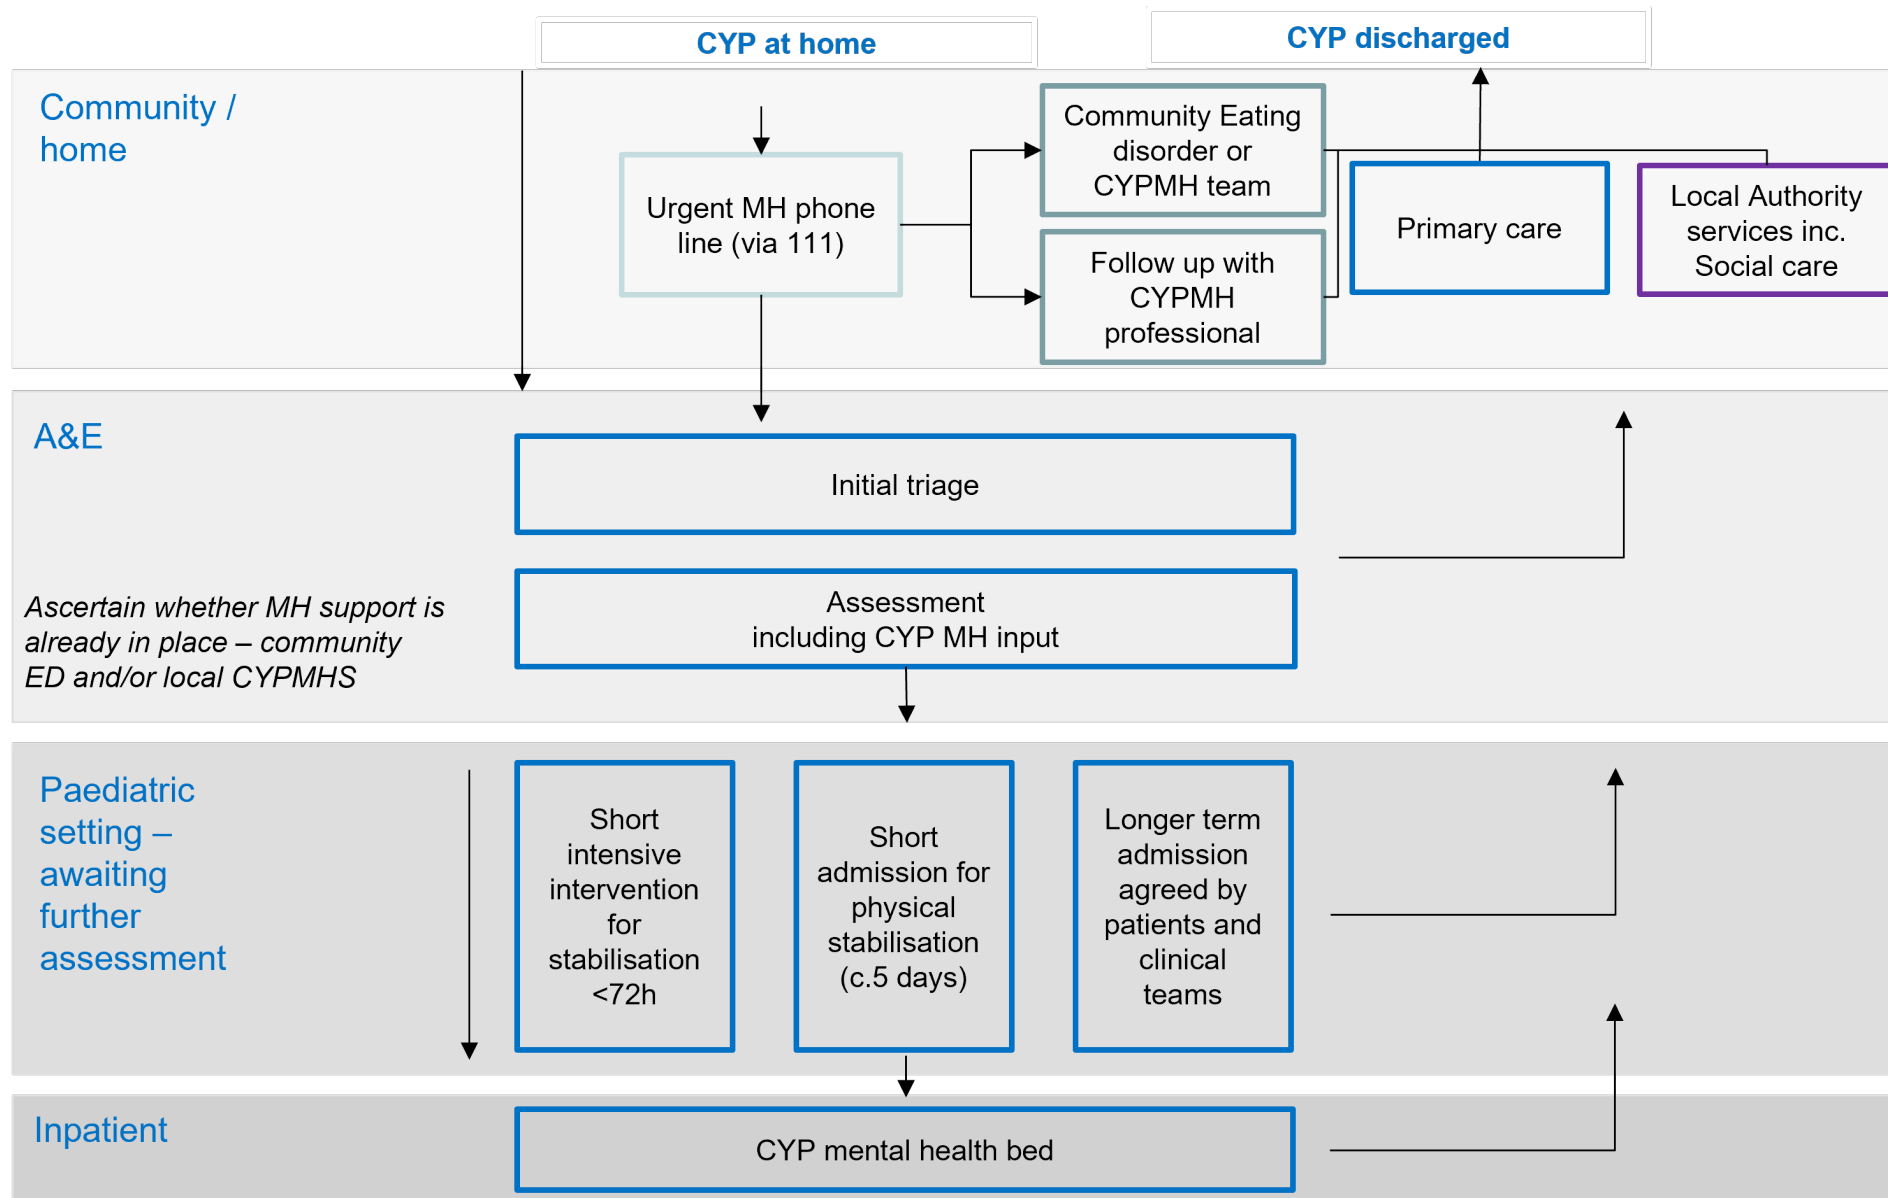 CYP at home
CYP discharged
Community /
home
Urgent MH phone
line (via 111)
Community Eating
disorder or
CYPMH team
Follow up with
CYPMH
professional
Primary care
Local Authority
services inc.
Social care
A&E
Initial triage
Ascertain whether MH support is
already in place – community
ED and/or local CYPMHS
Assessment
including CYP MH input
Paediatric
setting –
awaiting
further
assessment
Short
intensive
intervention
for
stabilisation
<72h
Short
admission for
physical
stabilisation
(c.5 days)
Longer term
admission
agreed by
patients and
clinical
teams
Inpatient
CYP mental health bed